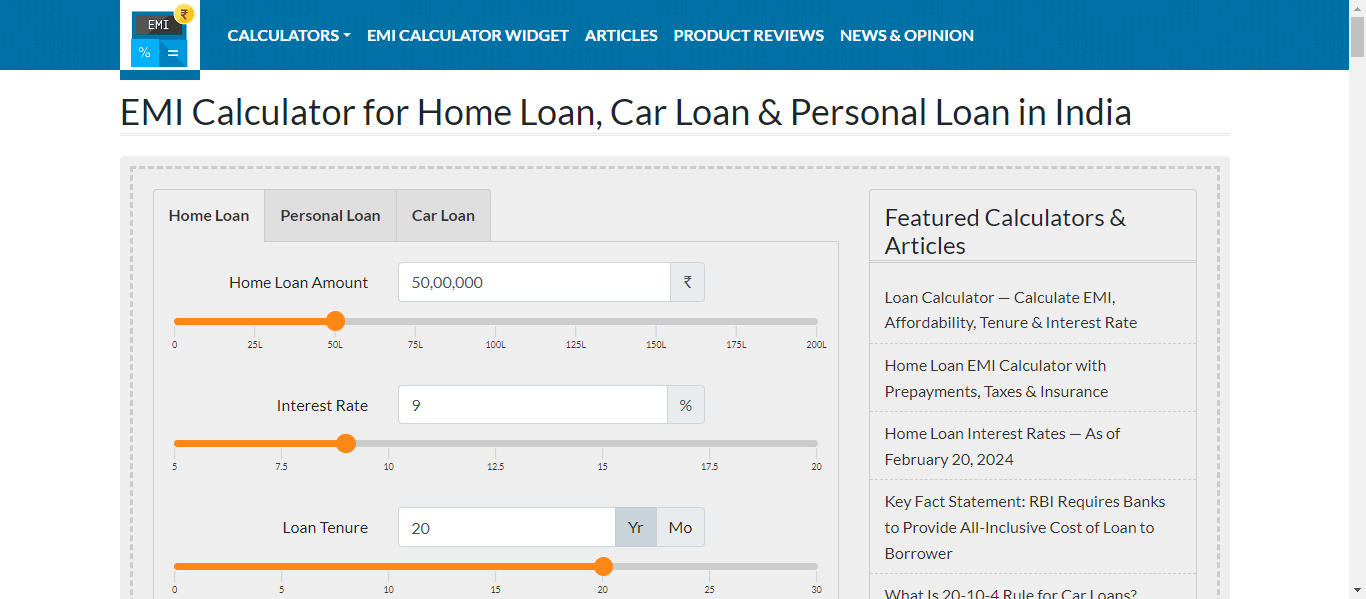 EMI
₹
%
=
CALCULATORS
EMI CALCULATOR WIDGET
ARTICLES
PRODUCT REVIEWS
NEWS & OPINION
EMI Calculator for Home Loan, Car Loan & Personal Loan in India
Home Loan
Personal Loan
Car Loan
Home Loan Amount
50,00,000
₹
0
25L
50L
75L
100L
125L
150L
175L
200L
Interest Rate
9
%
5
7.5
10
12.5
15
17.5
20
Loan Tenure
20
Yr
Mo
0
5
10
15
20
25
30
Featured Calculators &
Articles
Loan Calculator — Calculate EMI,
Affordability, Tenure & Interest Rate
Home Loan EMI Calculator with
Prepayments, Taxes & Insurance
Home Loan Interest Rates — As of
February 20, 2024
Key Fact Statement: RBI Requires Banks
to Provide All-Inclusive Cost of Loan to
Borrower
What Is 20-10-4 Rule for Car Loans?